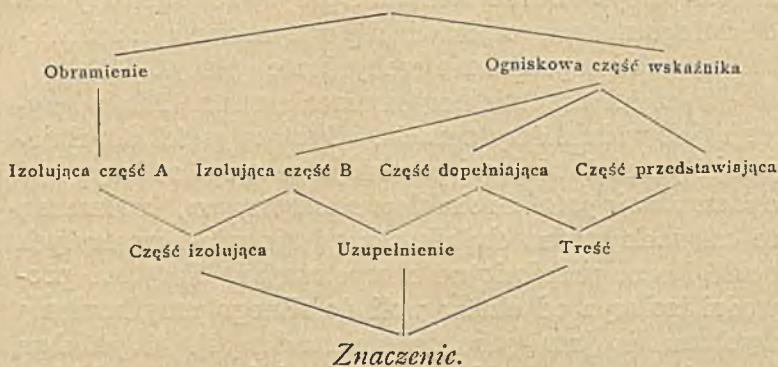 Obramienie Ogniskowa część wskaźnika
Izolująca część A Izolująca część B Część dopełniająca Część przedstawiająca
Część izolująca Uzupełnienie Treść
Znaczenie.